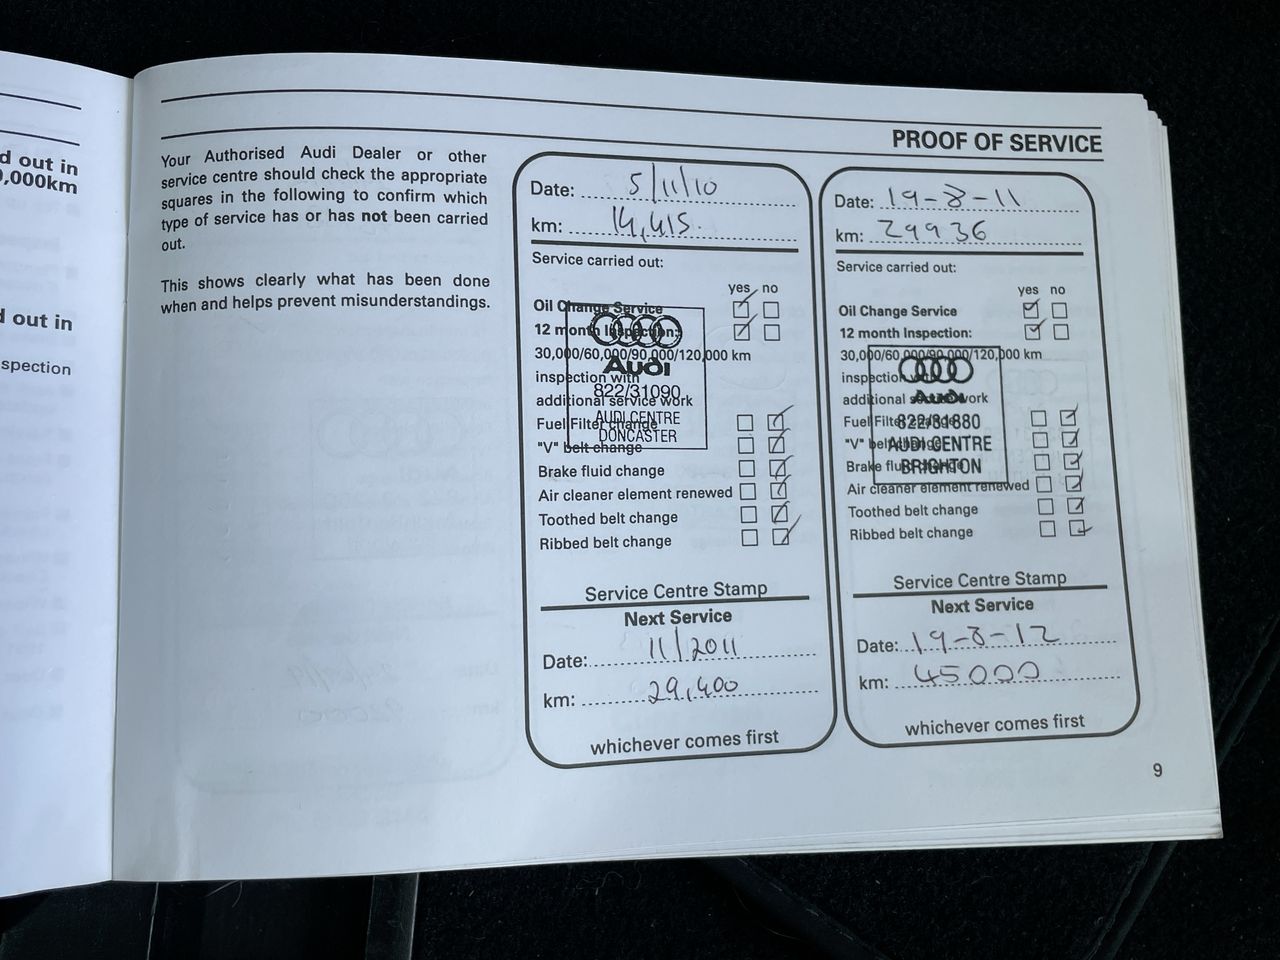 d out in
0,000km
d out in
spection
PROOF OF SERVICE
Your Authorised Audi Dealer or other
service centre should check the appropriate
squares in the following to confirm which
type of service has or has not been carried
out.
This shows clearly what has been done
when and helps prevent misunderstandings.
Date: 5/11/10
km: 14,415
Service carried out:
yes no
Oil Change Service
12 month Inspection:
30,000/60,000/90,000/120,000 km
inspection with
additional service work
Fuel Filter change
"V" belt change
Brake fluid change
Air cleaner element renewed
Toothed belt change
Ribbed belt change
Audi
822/31090
AUDI CENTRE
DONCASTER
Service Centre Stamp
Next Service
Date: 11/2011
km: 29,400
whichever comes first
Date: 19-8-11
km: 29936
Service carried out:
yes no
Oil Change Service
12 month Inspection:
30,000/60,000/90,000/120,000 km
inspection with
additional service work
Fuel Filter change
"V" belt change
Brake fluid change
Air cleaner element renewed
Toothed belt change
Ribbed belt change
Audi
822/31880
AUDI CENTRE
BRIGHTON
Service Centre Stamp
Next Service
Date: 19-8-12
km: 45000
whichever comes first
9